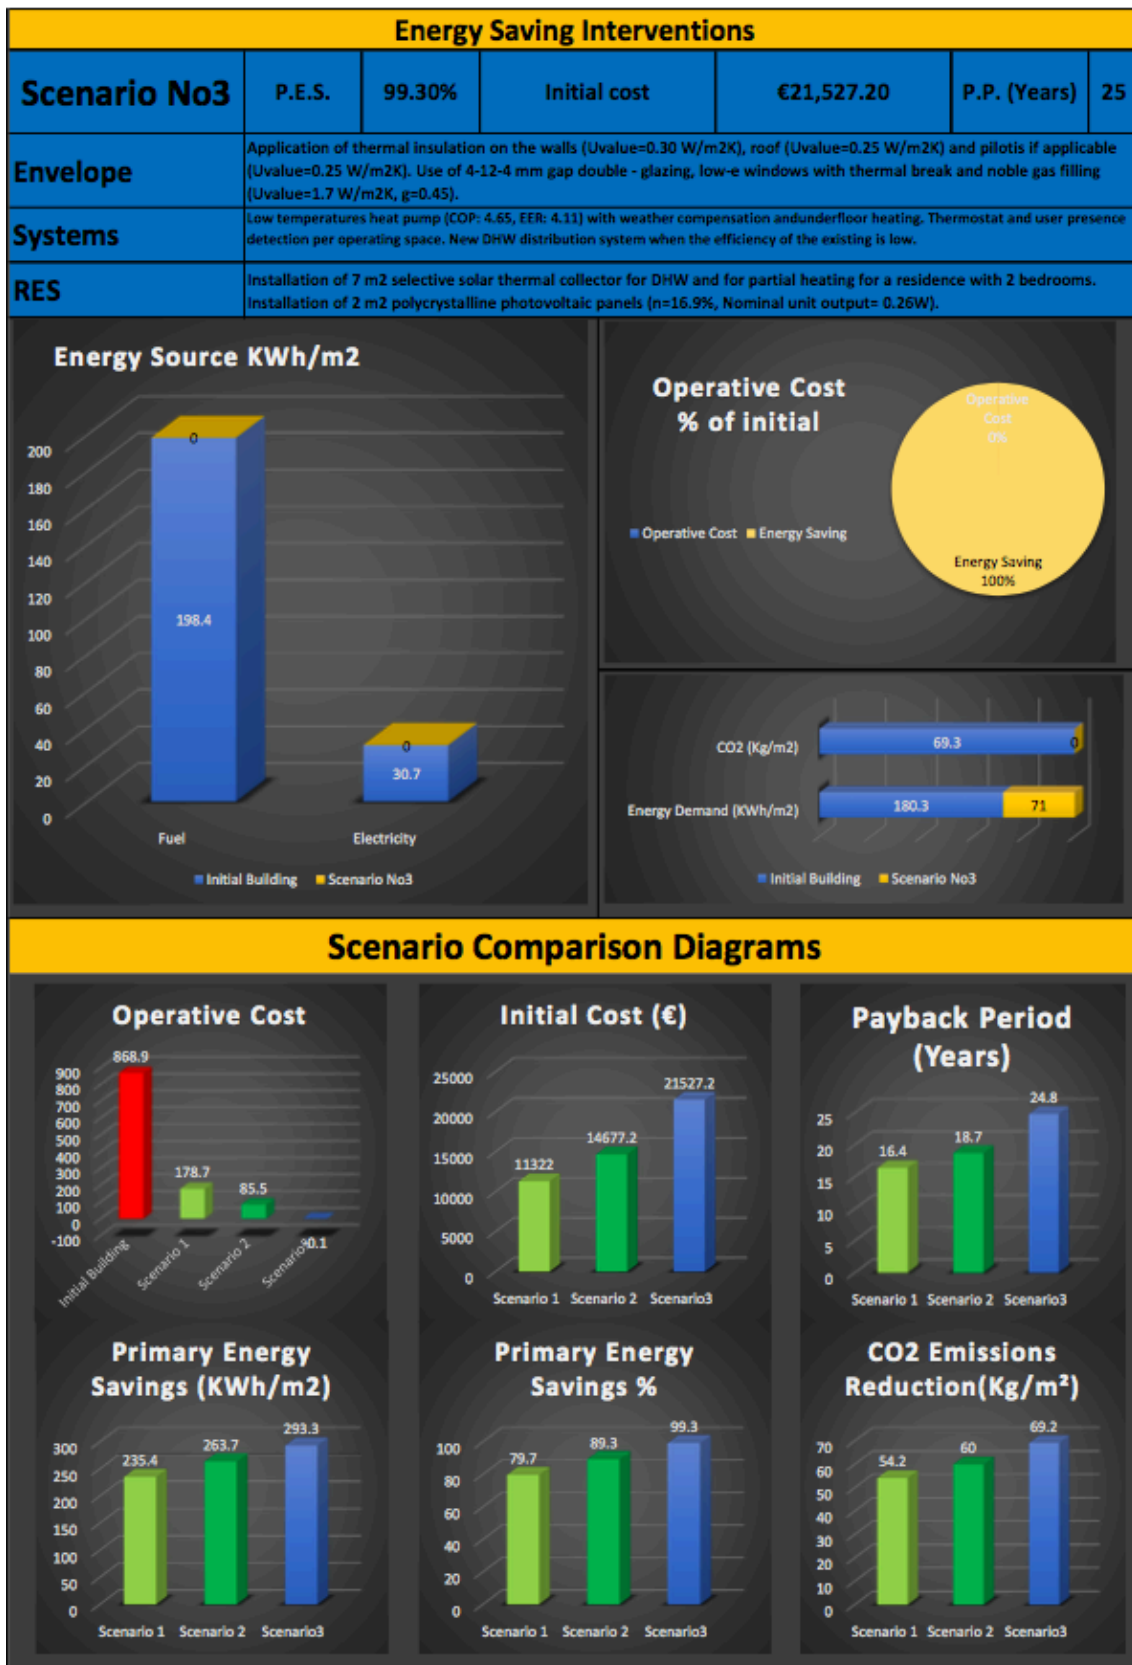 Energy Saving Interventions
Scenario No3 P.E.S. 99.30% Initial cost €21,527.20 P.P. (Years) 25
Envelope
Application of thermal insulation on the walls (Uvalue=0.30 W/m2K), roof (Uvalue=0.25 W/m2K) and pilotis if applicable
(Uvalue=0.25 W/m2K). Use of 4-12-4 mm gap double - glazing, low-e windows with thermal break and noble gas filling
(Uvalue=1.7 W/m2K, g=0.45).
Systems
Low temperatures heat pump (COP: 4.65, EER: 4.11) with weather compensation andunderfloor heating. Thermostat and user presence
detection per operating space. New DHW distribution system when the efficiency of the existing is low.
RES
Installation of 7 m2 selective solar thermal collector for DHW and for partial heating for a residence with 2 bedrooms.
Installation of 2 m2 polycrystalline photovoltaic panels (n=16.9%, Nominal unit output= 0.26W).
Energy Source KWh/m2
200
180
160
140
120
100
80
60
40
20
0
0
198.4
0
30.7
Fuel Electricity
Initial Building Scenario No3
Operative Cost
% of initial
Operative Cost Energy Saving
Operative
Cost
0%
Energy Saving
100%
CO2 (Kg/m2) 69.3 0
Energy Demand (KWh/m2) 180.3 71
Initial Building Scenario No3
Scenario Comparison Diagrams
Operative Cost
900
800
700
600
500
400
300
200
100
0
-100
868.9
178.7
85.5
Initial Building Scenario 1 Scenario 2
Initial Cost (€)
25000
20000
15000
10000
5000
0
11322
14677.2
21527.2
Scenario 1 Scenario 2 Scenario3
Payback Period
(Years)
25
20
15
10
5
0
16.4
18.7
24.8
Scenario 1 Scenario 2 Scenario3
Primary Energy
Savings (KWh/m2)
300
250
200
150
100
50
0
235.4
263.7
293.3
Scenario 1 Scenario 2 Scenario3
Primary Energy
Savings %
100
80
60
40
20
0
79.7
89.3
99.3
Scenario 1 Scenario 2 Scenario3
CO2 Emissions
Reduction(Kg/m²)
70
60
50
40
30
20
10
0
54.2
60
69.2
Scenario 1 Scenario 2 Scenario3